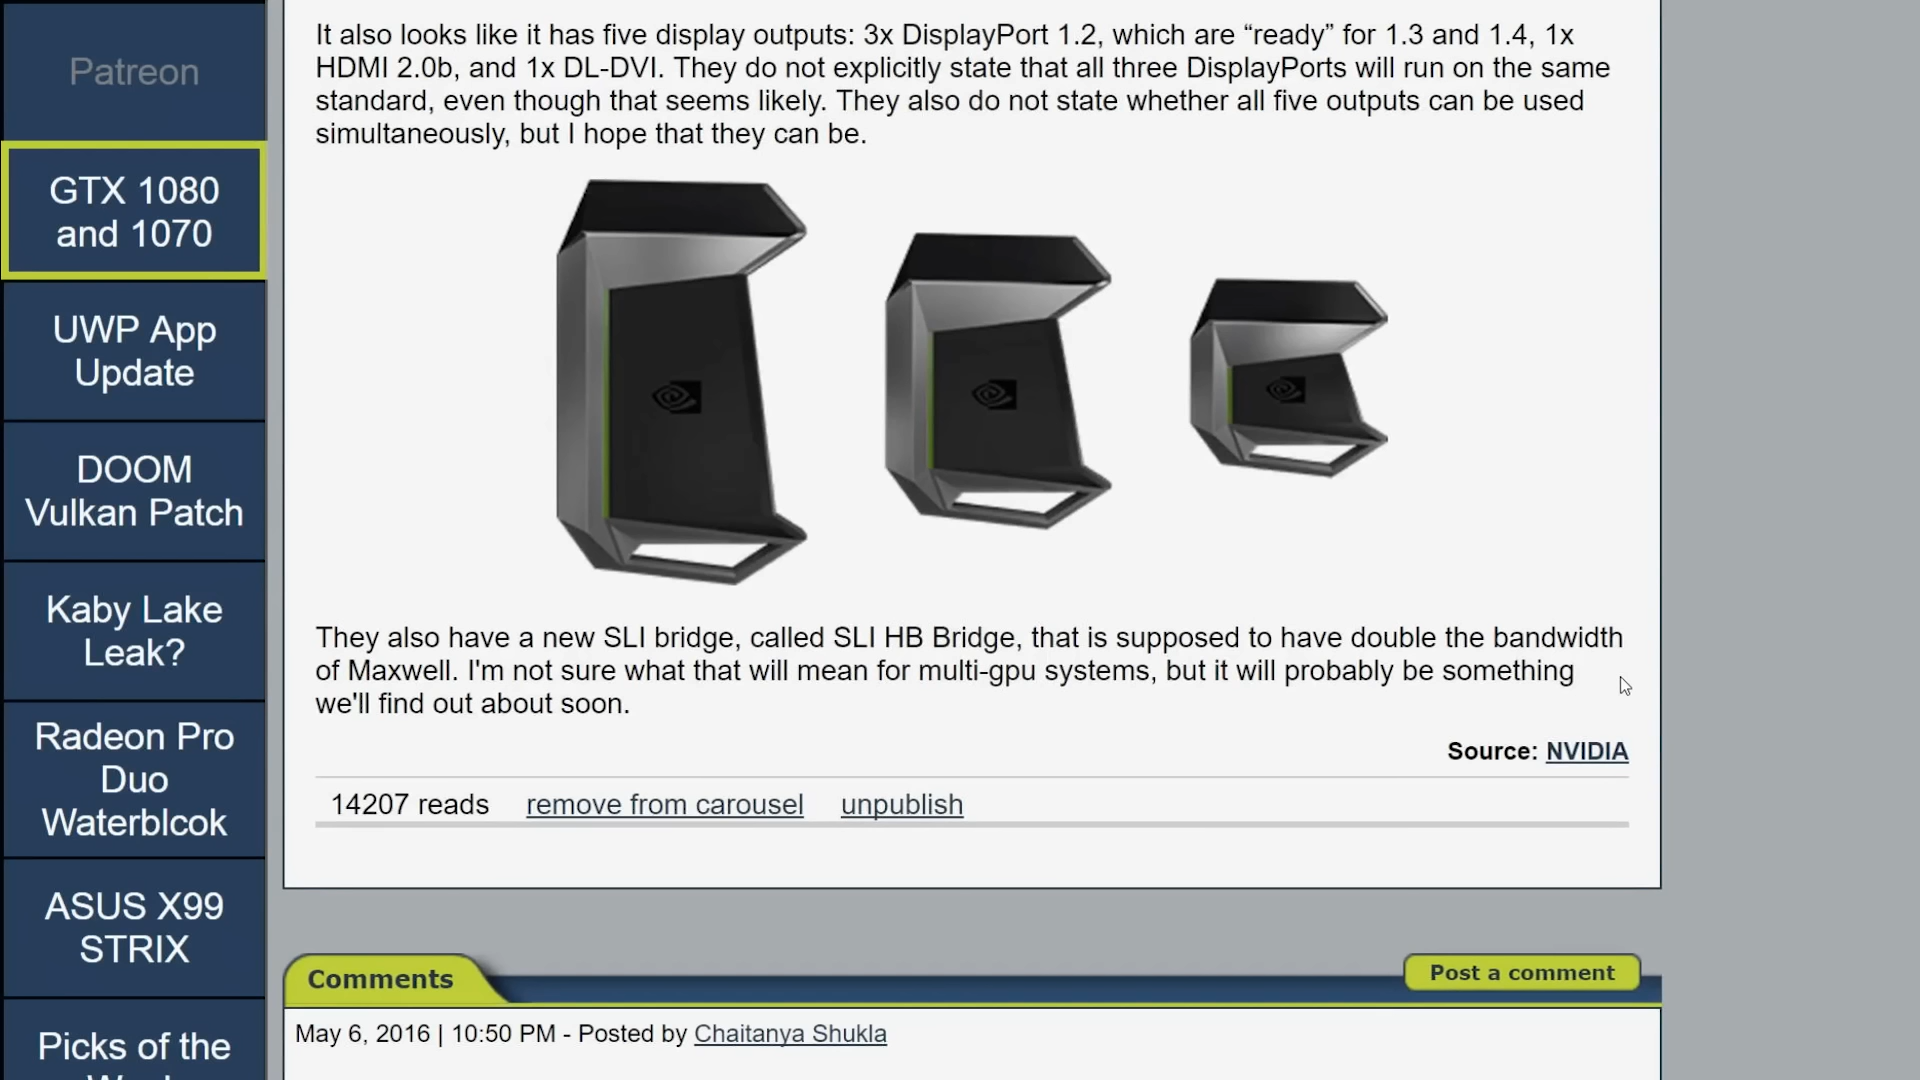 Patreon
GTX 1080
and 1070
UWP App
Update
DOOM
Vulkan Patch
Kaby Lake
Leak?
Radeon Pro
Duo
Waterblcok
ASUS X99
STRIX
Picks of the
It also looks like it has five display outputs: 3x DisplayPort 1.2, which are “ready” for 1.3 and 1.4, 1x
HDMI 2.0b, and 1x DL-DVI. They do not explicitly state that all three DisplayPorts will run on the same
standard, even though that seems likely. They also do not state whether all five outputs can be used
simultaneously, but I hope that they can be.
They also have a new SLI bridge, called SLI HB Bridge, that is supposed to have double the bandwidth
of Maxwell. I'm not sure what that will mean for multi-gpu systems, but it will probably be something
we'll find out about soon.
Source: NVIDIA
14207 reads remove from carousel unpublish
Comments
Post a comment
May 6, 2016 | 10:50 PM - Posted by Chaitanya Shukla